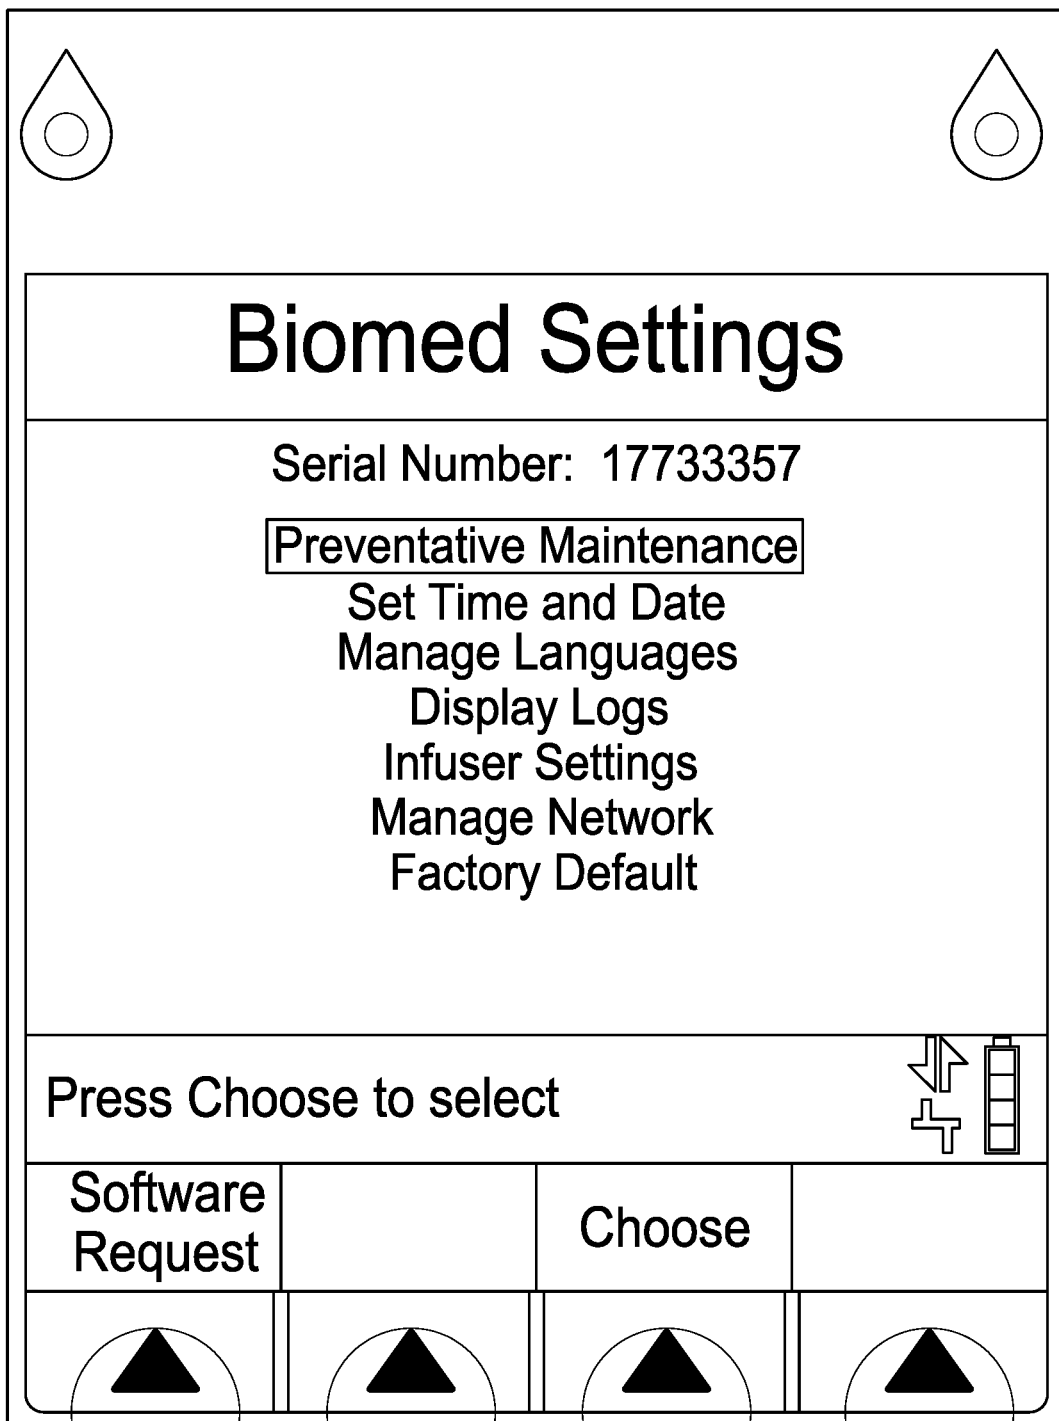 Biomed Settings
Serial Number: 17733357
Preventative Maintenance
Set Time and Date
Manage Languages
Display Logs
Infuser Settings
Manage Network
Factory Default
Press Choose to select
Software
Request
Choose